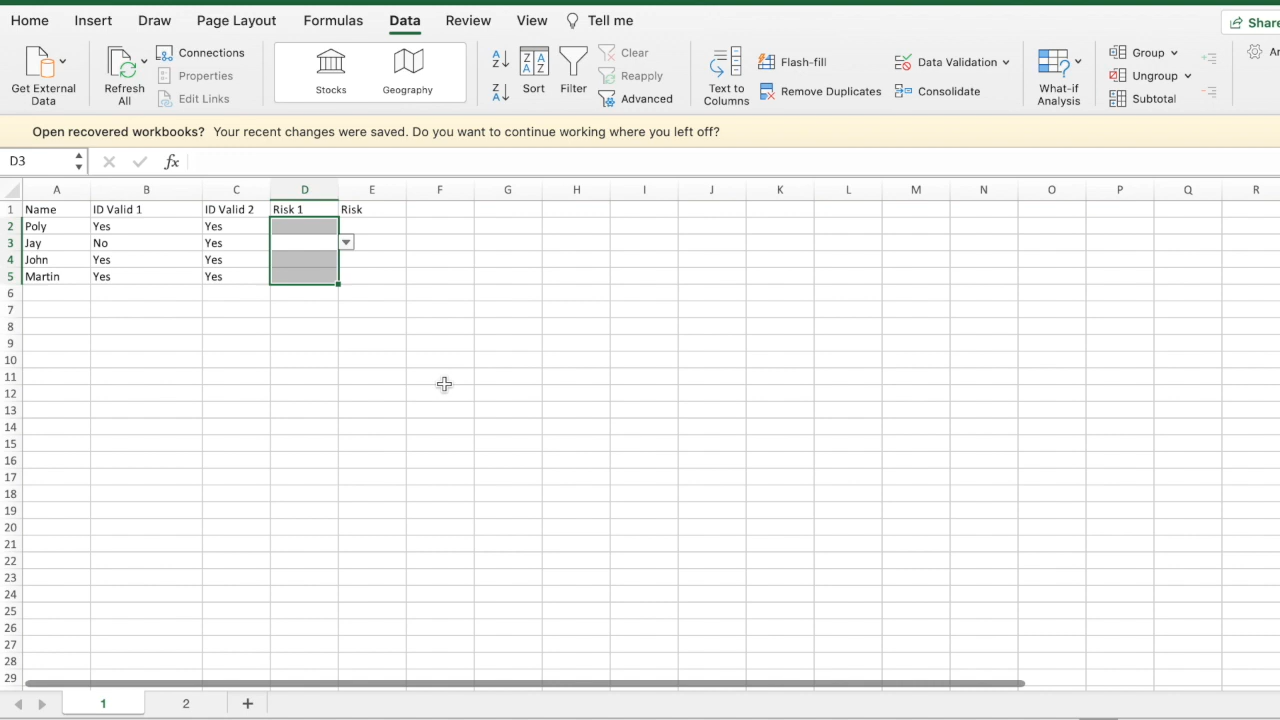 Home Insert Draw Page Layout Formulas Data Review View Tell me Share
Get External Data
Refresh All
Connections
Properties
Edit Links
Stocks
Geography
A Z
Z A
Z A A Z
Sort
Filter
Clear
Reapply
Advanced
Text to Columns
Flash-fill
Remove Duplicates
Data Validation
Consolidate
What-if Analysis
Group
Ungroup
Subtotal
Open recovered workbooks? Your recent changes were saved. Do you want to continue working where you left off?
D3 fx
A B C D E F G H I J K L M N O P Q R
1 Name ID Valid 1 ID Valid 2 Risk 1 Risk
2 Poly Yes Yes
3 Jay No Yes
4 John Yes Yes
5 Martin Yes Yes
6
7
8
9
10
11
12
13
14
15
16
17
18
19
20
21
22
23
24
25
26
27
28
29
1 2 +